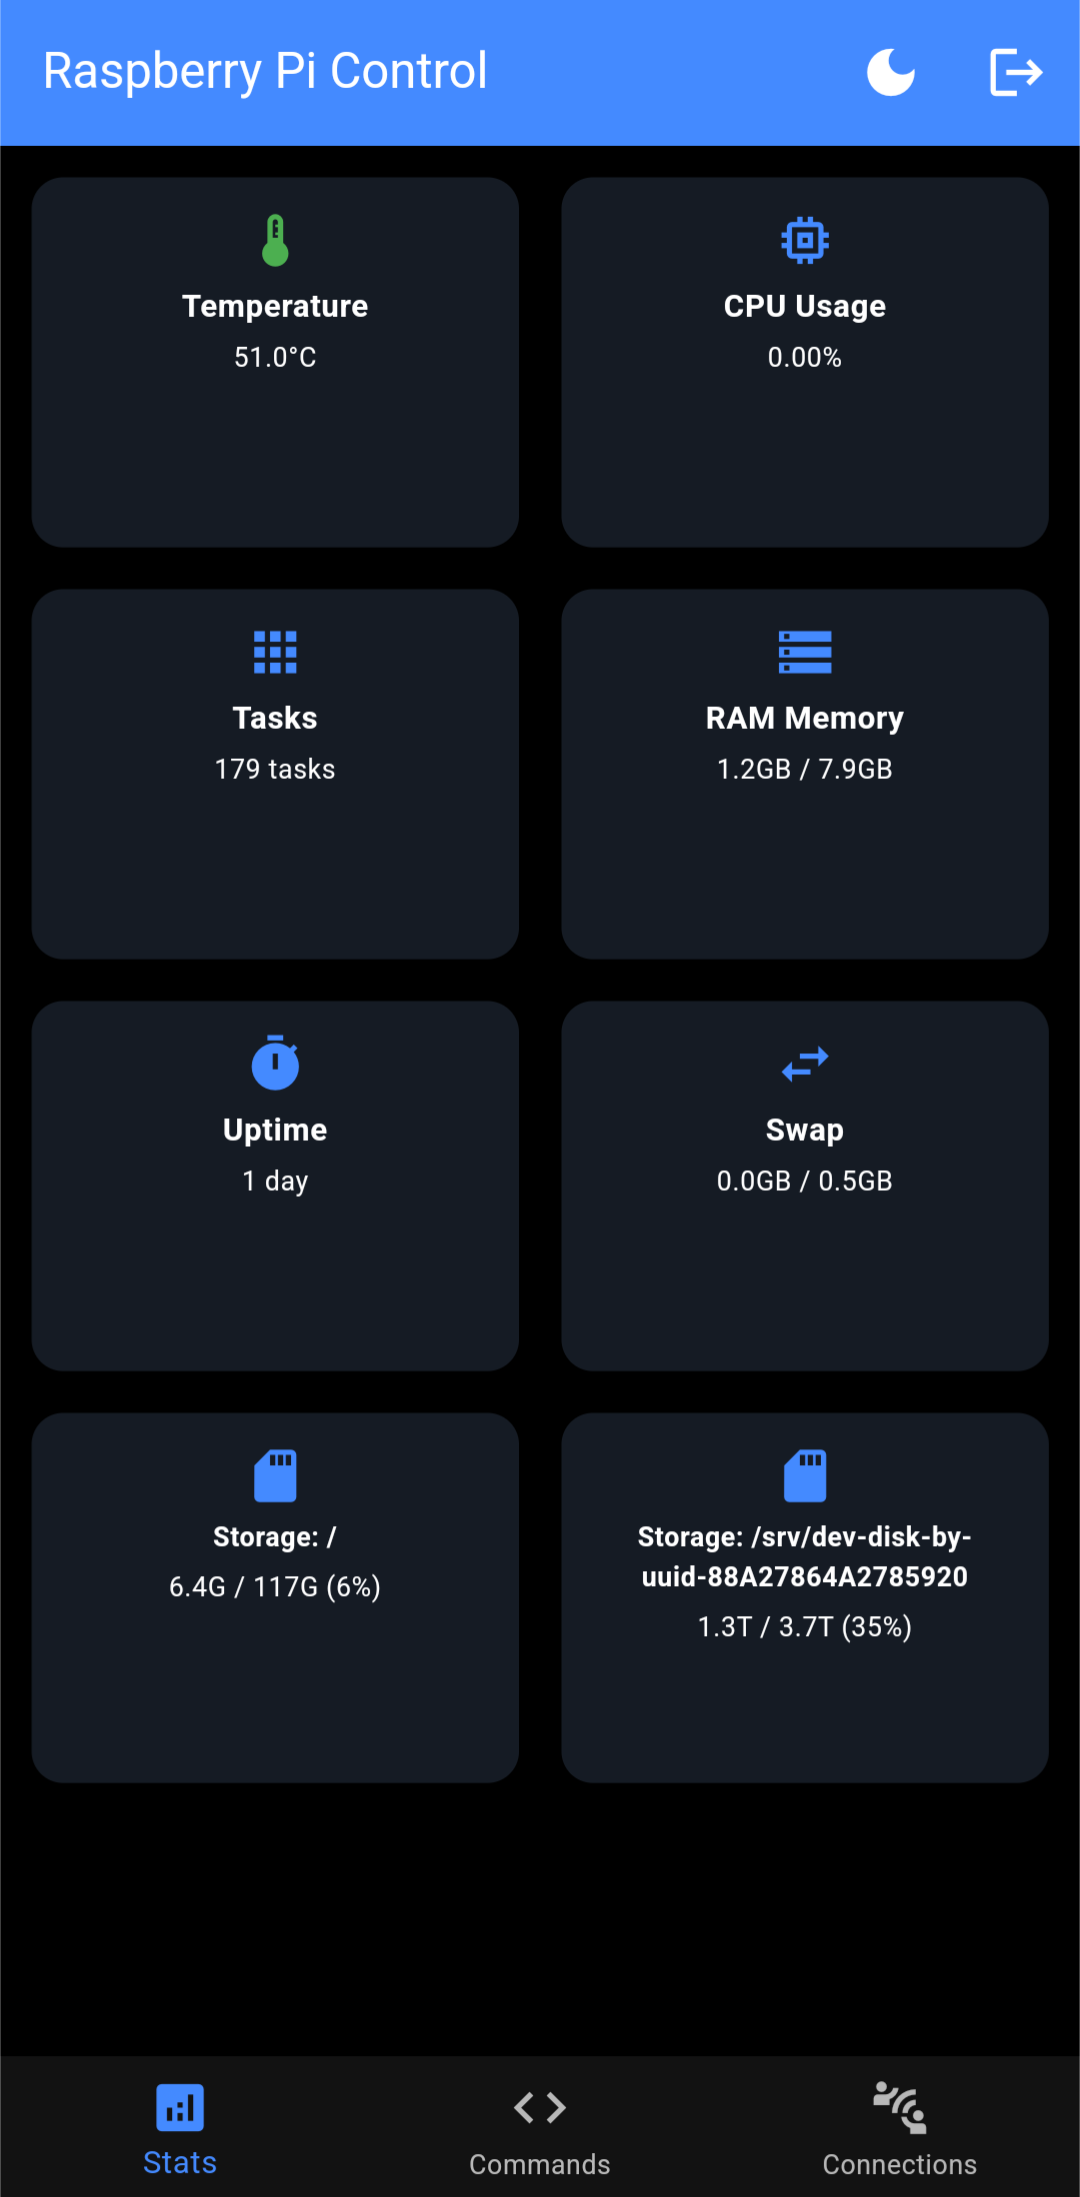 Raspberry Pi Control
Temperature
51.0°C
CPU Usage
0.00%
Tasks
179 tasks
RAM Memory
1.2GB / 7.9GB
Uptime
1 day
Swap
0.0GB / 0.5GB
Storage: /
6.4G / 117G (6%)
Storage: /srv/dev-disk-by-
uuid-88A27864A2785920
1.3T / 3.7T (35%)
Stats
Commands
Connections